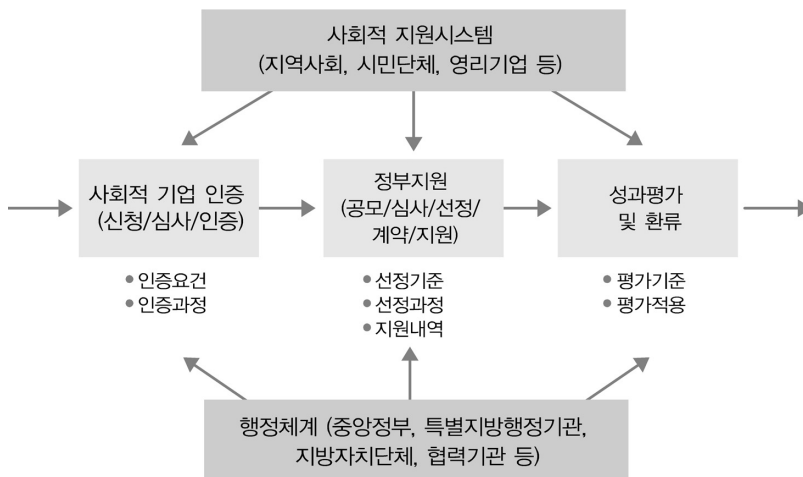 사회적 지원시스템
(지역사회, 시민단체, 영리기업 등)
사회적 기업 인증
(신청/심사/인증)
• 인증요건
• 인증과정
정부지원
(공모/심사/선정/
계약/지원)
• 선정기준
• 선정과정
• 지원내역
성과평가
및 환류
• 평가기준
• 평가적용
행정체계 (중앙정부, 특별지방행정기관,
지방자치단체, 협력기관 등)